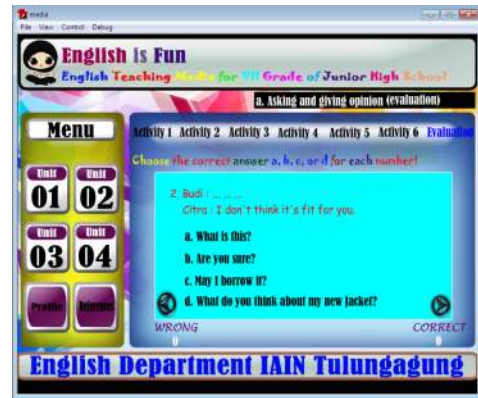 media
File View Control Debug
English is Fun
English Teaching Media for VII Grade of Junior High School
a. Asking and giving opinion (evaluation)
Menu
Activity 1 Activity 2 Activity 3 Activity 4 Activity 5 Activity 6 Evaluation
Choose the correct answer a, b, c, or d for each number!
Unit 01
Unit 02
2. Budi : ... ... ...
Citra : I don't think it's fit for you.
a. What is this?
b. Are you sure?
Unit 03
Unit 04
c. May I borrow it?
d. What do you think about my new jacket?
Profile
WRONG
0
CORRECT
0
English Department IAIN Tulungagung